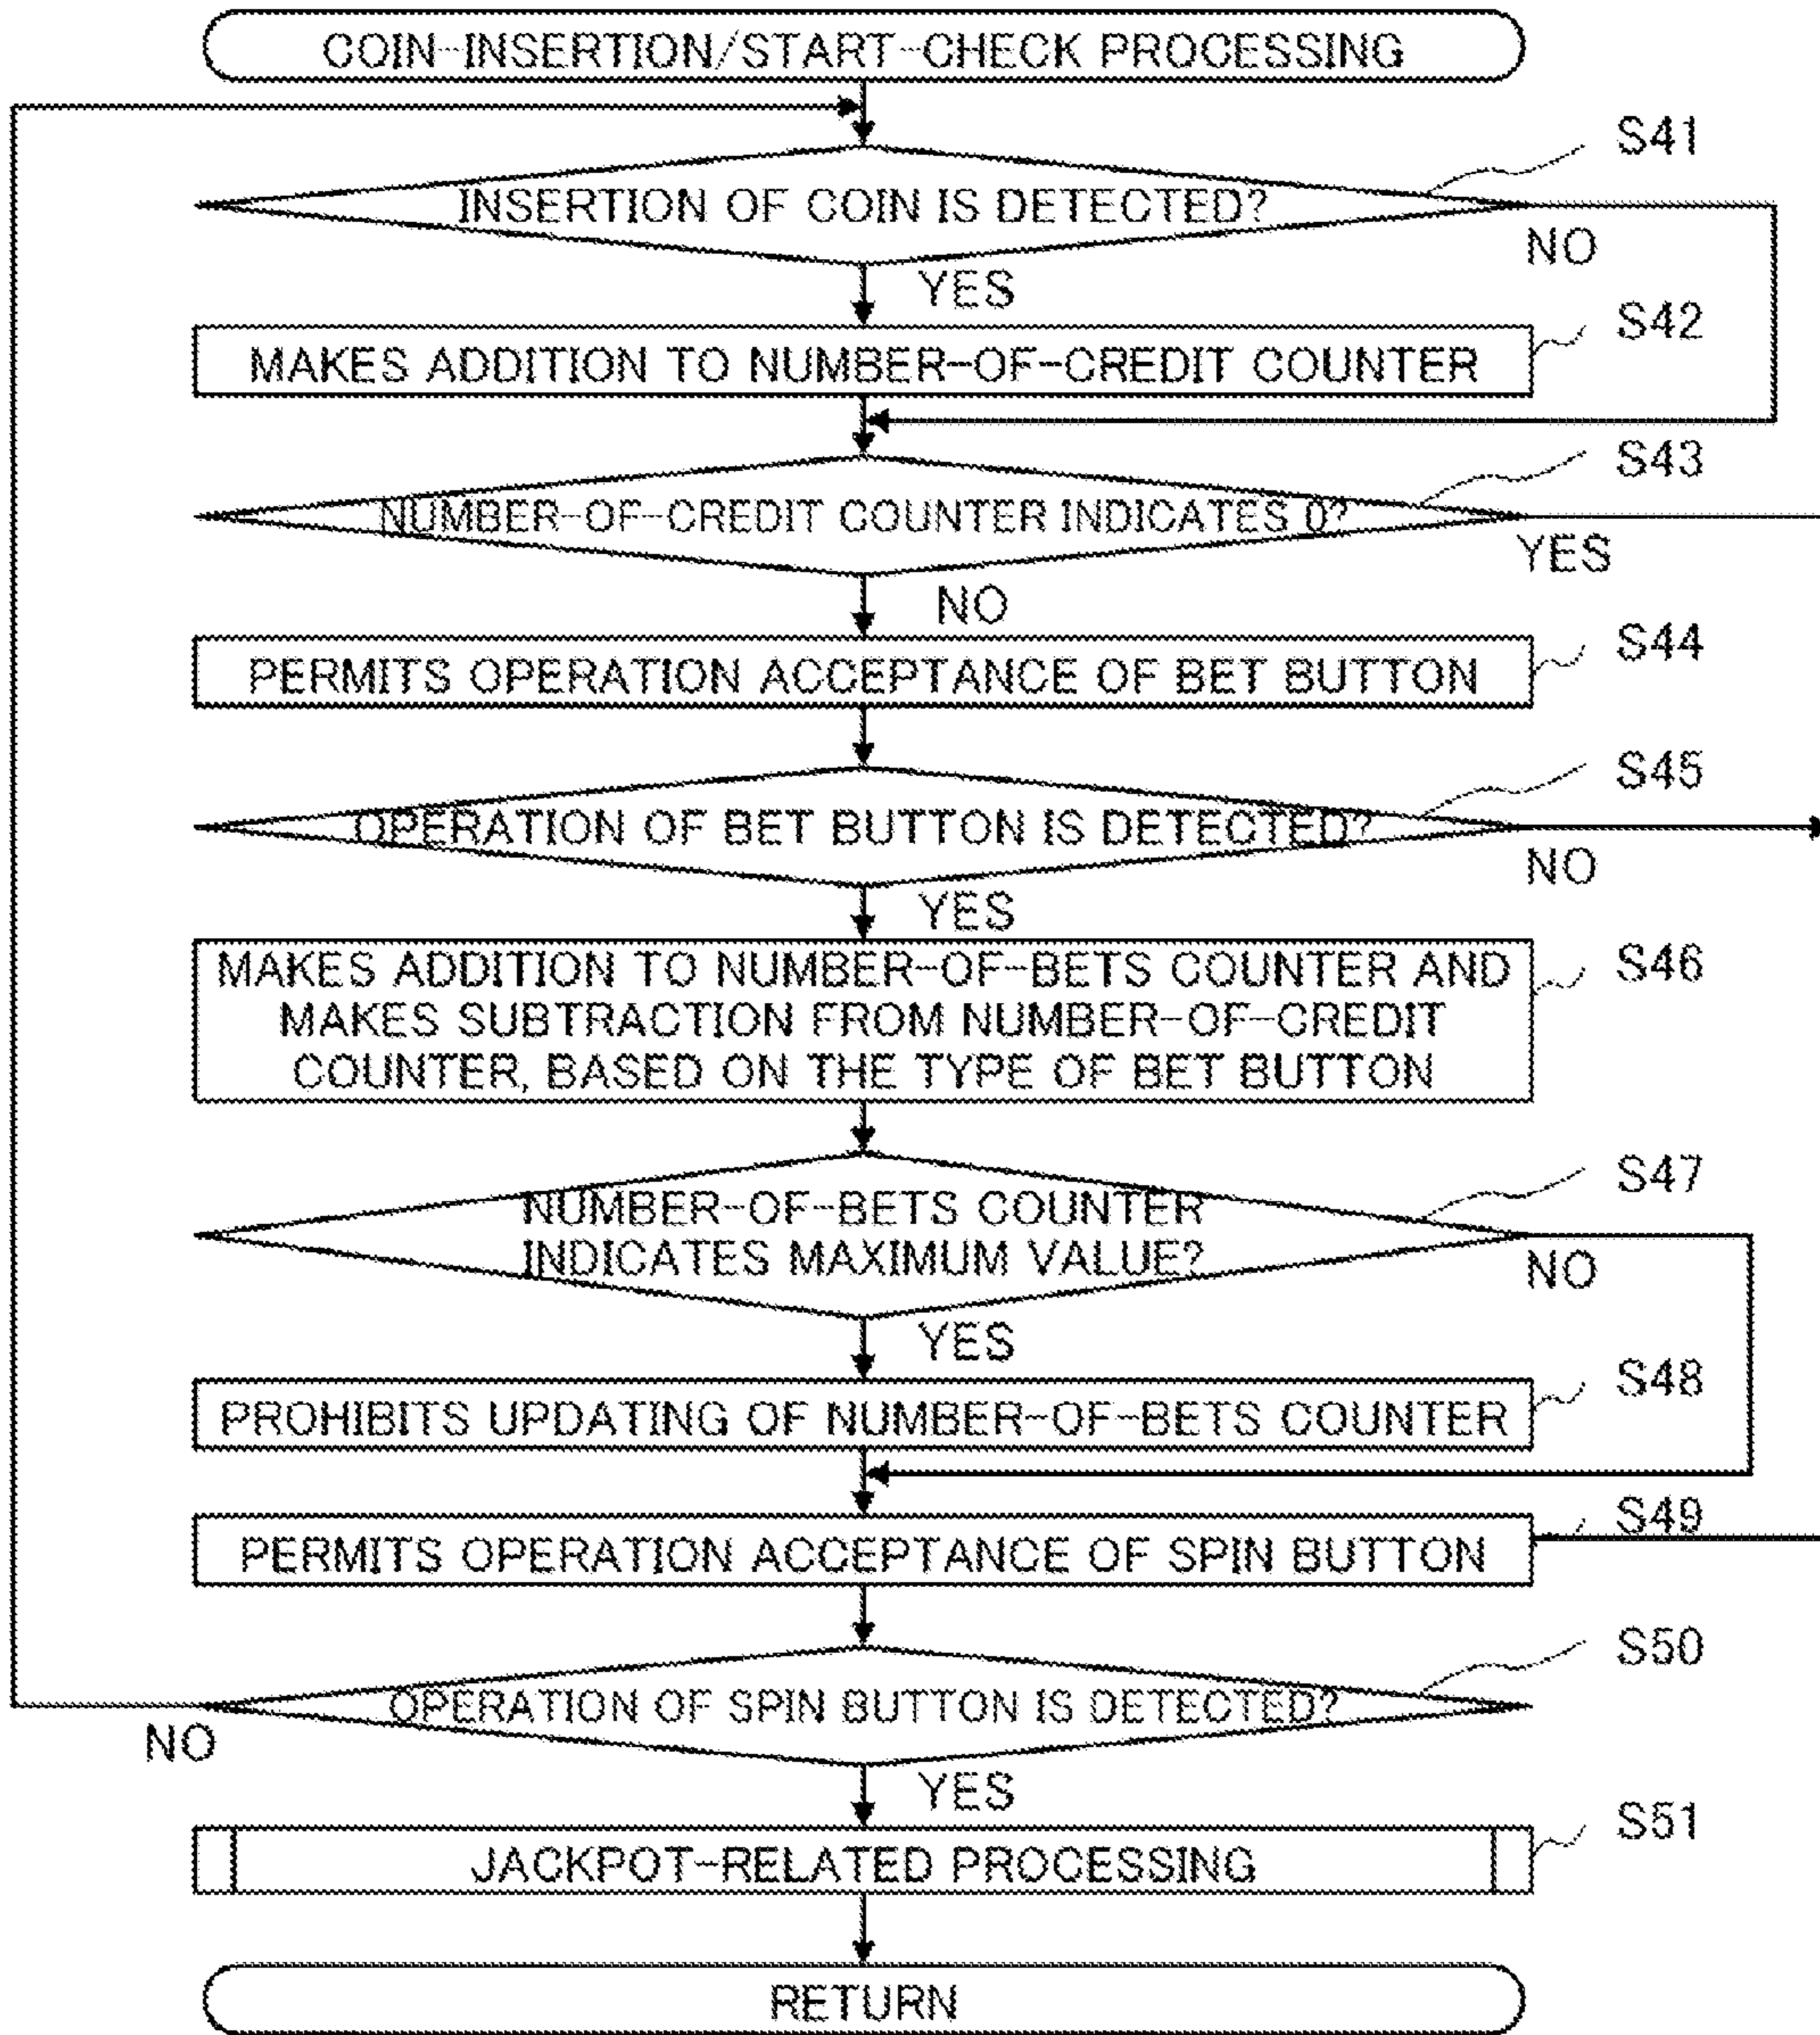 COIN-INSERTION/START-CHECK PROCESSING
S41
INSERTION OF COIN IS DETECTED?
NO
YES
S42
MAKES ADDITION TO NUMBER-OF-CREDIT COUNTER
S43
NUMBER-OF-CREDIT COUNTER INDICATES 0?
YES
NO
S44
PERMITS OPERATION ACCEPTANCE OF BET BUTTON
S45
OPERATION OF BET BUTTON IS DETECTED?
NO
YES
S46
MAKES ADDITION TO NUMBER-OF-BETS COUNTER AND
MAKES SUBTRACTION FROM NUMBER-OF-CREDIT
COUNTER, BASED ON THE TYPE OF BET BUTTON
S47
NUMBER-OF-BETS COUNTER
INDICATES MAXIMUM VALUE?
NO
YES
S48
PROHIBITS UPDATING OF NUMBER-OF-BETS COUNTER
S49
PERMITS OPERATION ACCEPTANCE OF SPIN BUTTON
S50
OPERATION OF SPIN BUTTON IS DETECTED?
NO
YES
S51
JACKPOT-RELATED PROCESSING
RETURN